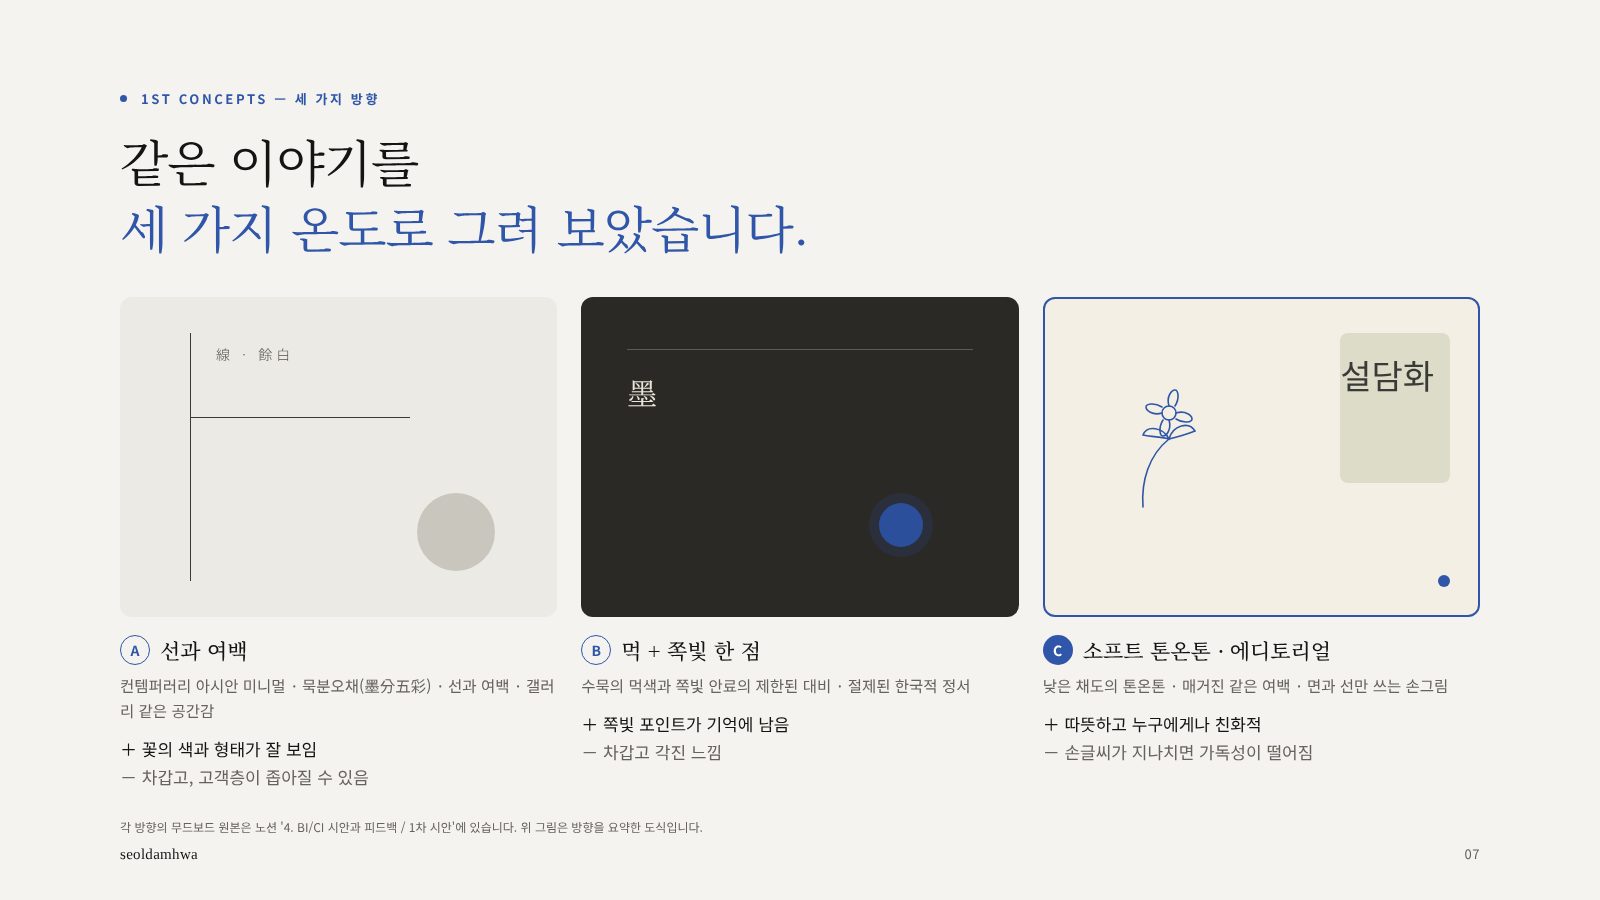 1ST CONCEPTS — 세 가지 방향
같은 이야기를
세 가지 온도로 그려 보았습니다.
線 · 餘白
墨
설담화
A 선과 여백
컨템퍼러리 아시안 미니멀 · 묵분오채(墨分五彩) · 선과 여백 · 갤러
리 같은 공간감
+ 꽃의 색과 형태가 잘 보임
− 차갑고, 고객층이 좁아질 수 있음
B 먹 + 쪽빛 한 점
수묵의 먹색과 쪽빛 안료의 제한된 대비 · 절제된 한국적 정서
+ 쪽빛 포인트가 기억에 남음
− 차갑고 각진 느낌
C 소프트 톤온톤 · 에디토리얼
낮은 채도의 톤온톤 · 매거진 같은 여백 · 면과 선만 쓰는 손그림
+ 따뜻하고 누구에게나 친화적
− 손글씨가 지나치면 가독성이 떨어짐
각 방향의 무드보드 원본은 노션 '4. BI/CI 시안과 피드백 / 1차 시안'에 있습니다. 위 그림은 방향을 요약한 도식입니다.
seoldamhwa
07